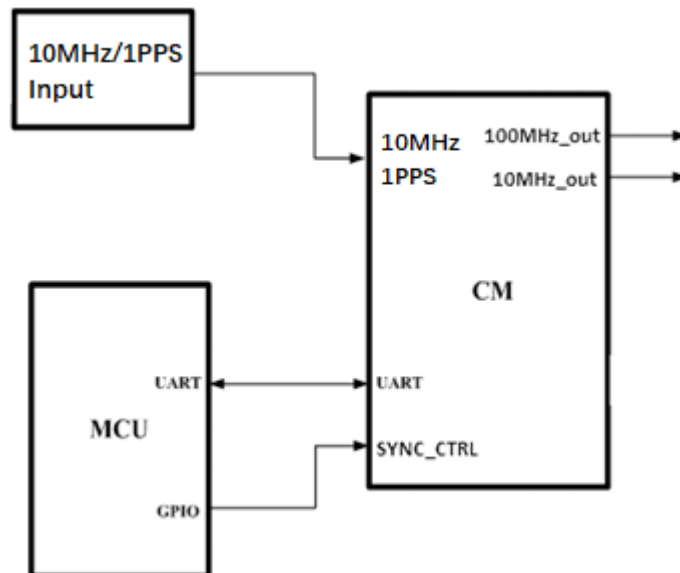 10MHz/1PPS
Input
10MHz
1PPS
100MHz_out
10MHz_out
CM
UART
SYNC_CTRL
UART
MCU
GPIO